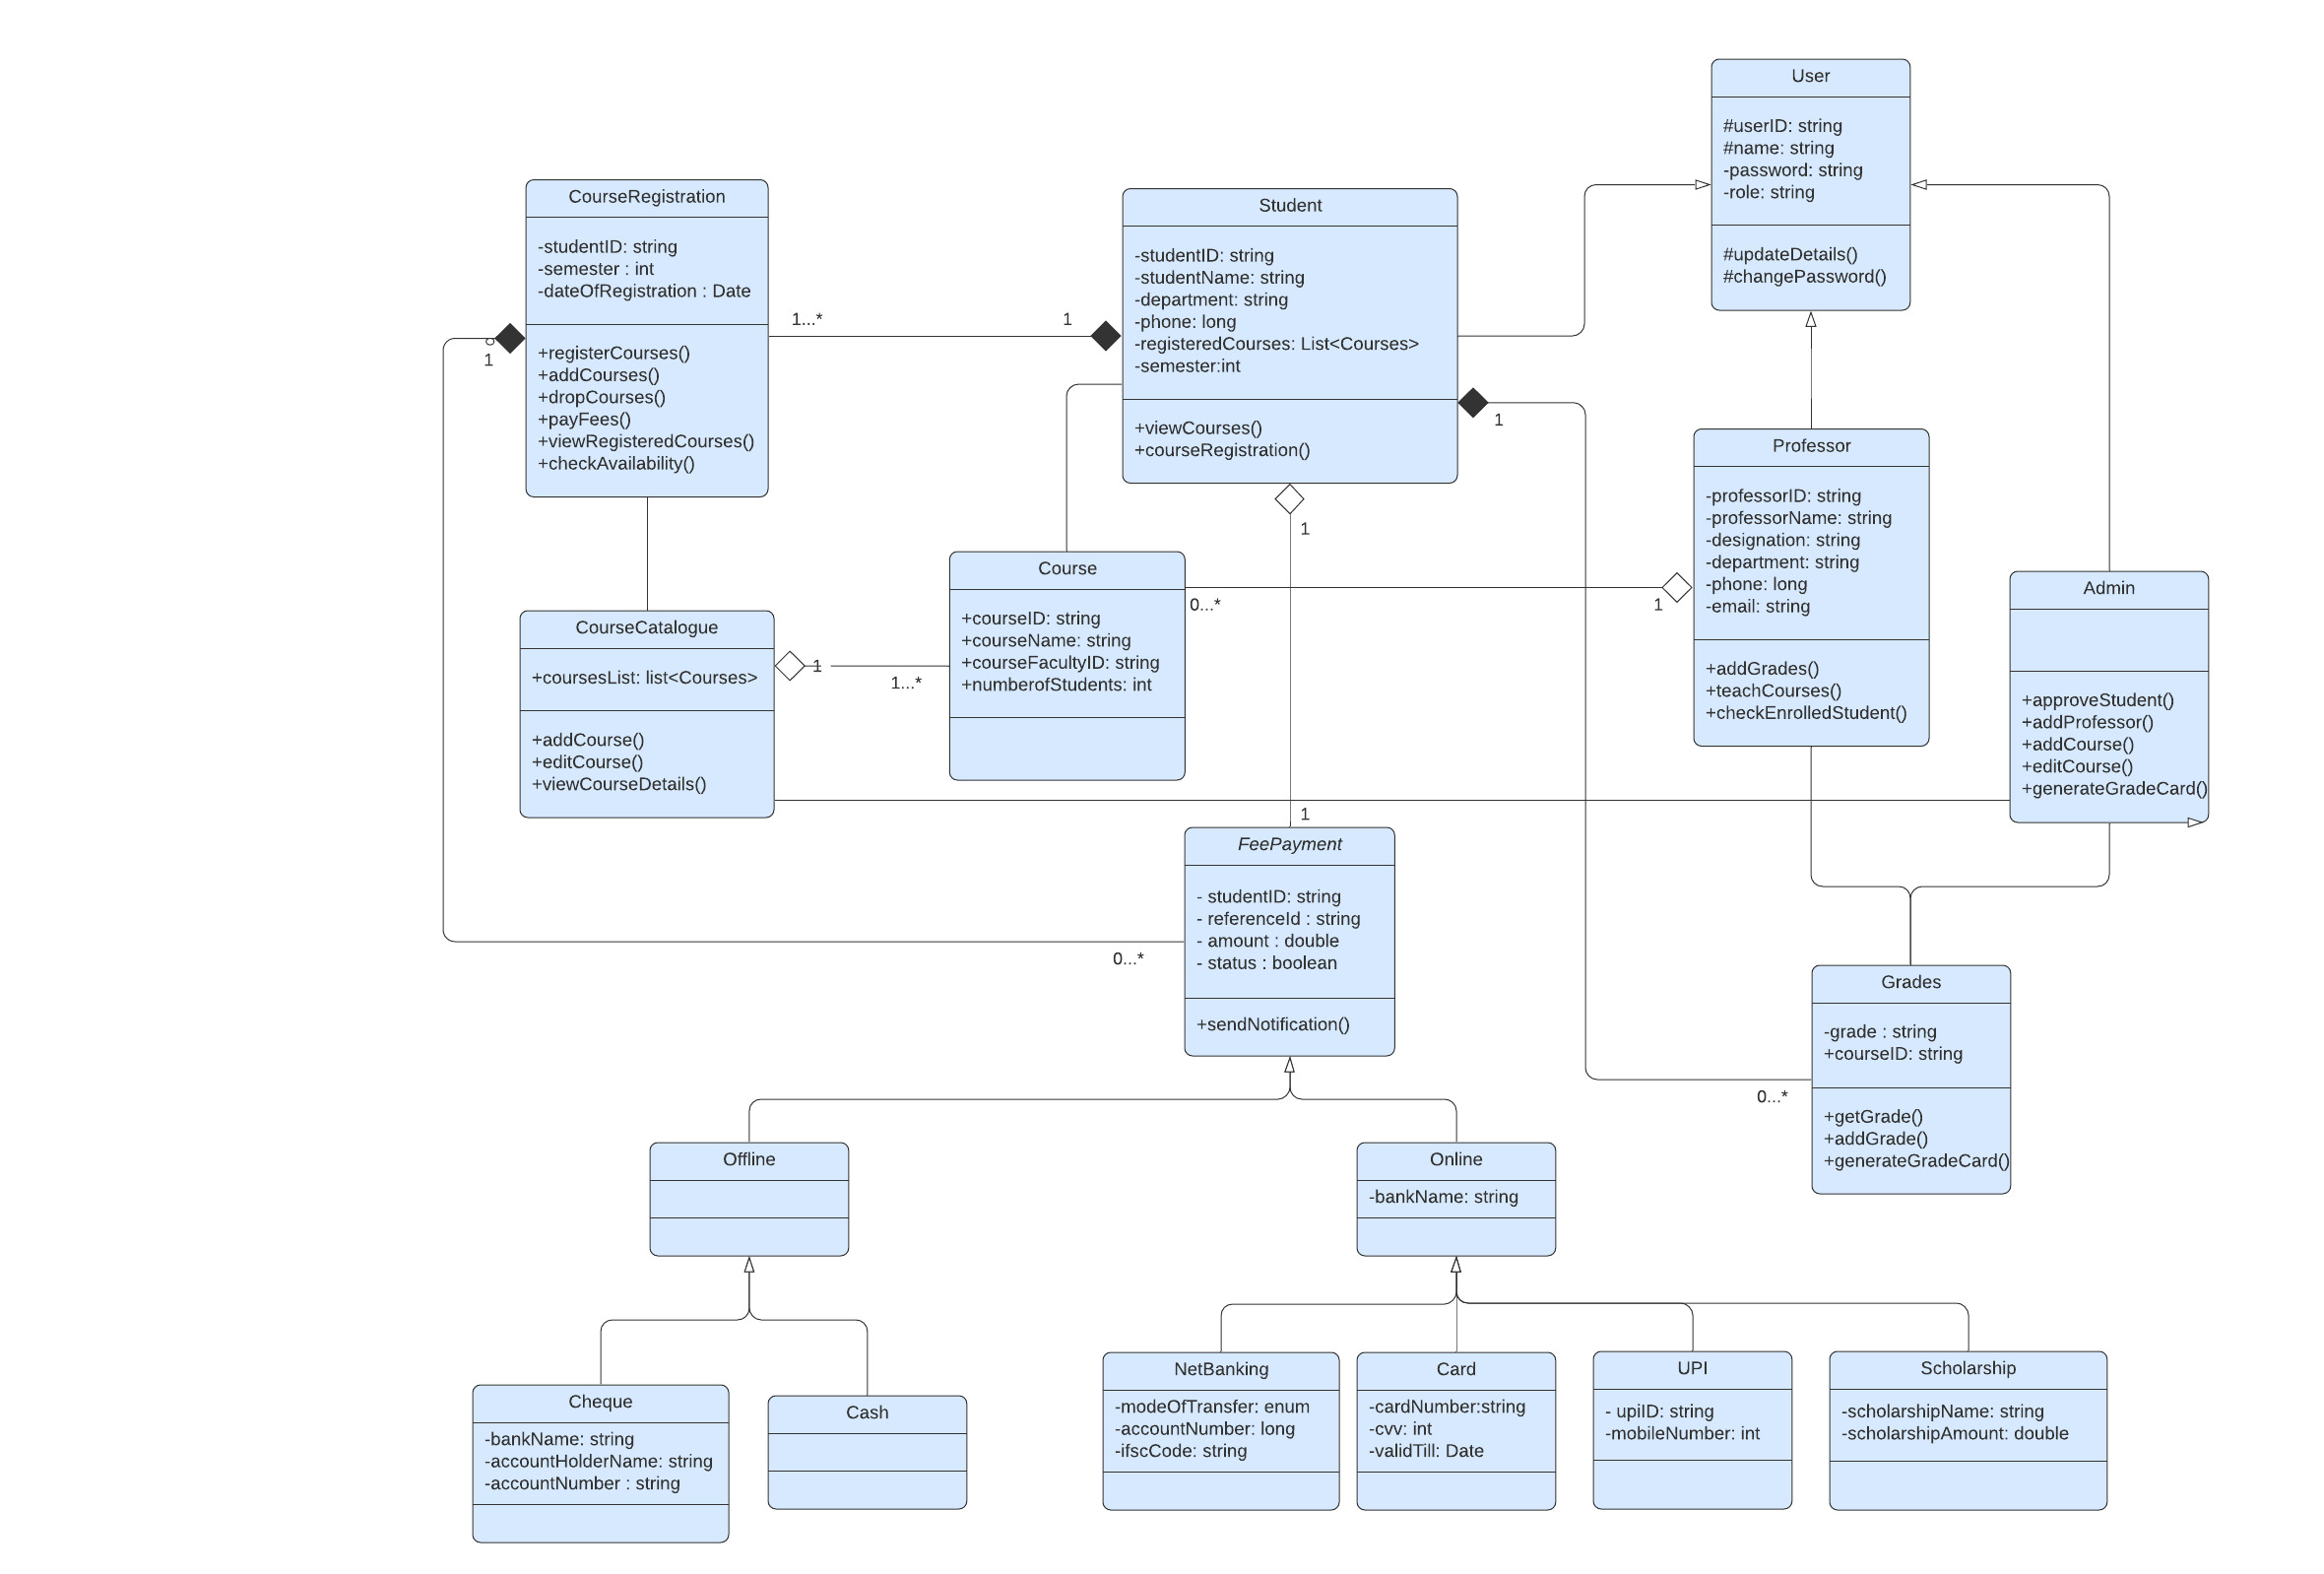 User
#userID: string
#name: string
-password: string
-role: string
#updateDetails()
#changePassword()
CourseRegistration
-studentID: string
-semester : int
-dateOfRegistration : Date
+registerCourses()
+addCourses()
+dropCourses()
+payFees()
+viewRegisteredCourses()
+checkAvailability()
1...*
1
1
Student
-studentID: string
-studentName: string
-department: string
-phone: long
-registeredCourses: List<Courses>
-semester:int
+viewCourses()
+courseRegistration()
1
1
Professor
-professorID: string
-professorName: string
-designation: string
-department: string
-phone: long
-email: string
+addGrades()
+teachCourses()
+checkEnrolledStudent()
Course
+courseID: string
+courseName: string
+courseFacultyID: string
+numberofStudents: int
0...*
1
Admin
+approveStudent()
+addProfessor()
+addCourse()
+editCourse()
+generateGradeCard()
CourseCatalogue
+coursesList: list<Courses>
+addCourse()
+editCourse()
+viewCourseDetails()
1
1...*
1
FeePayment
- studentID: string
- referenceId : string
- amount : double
- status : boolean
+sendNotification()
0...*
Grades
-grade : string
+courseID: string
+getGrade()
+addGrade()
+generateGradeCard()
0...*
Offline
Online
-bankName: string
Cheque
-bankName: string
-accountHolderName: string
-accountNumber : string
Cash
NetBanking
-modeOfTransfer: enum
-accountNumber: long
-ifscCode: string
Card
-cardNumber:string
-cvv: int
-validTill: Date
UPI
- upiID: string
-mobileNumber: int
Scholarship
-scholarshipName: string
-scholarshipAmount: double